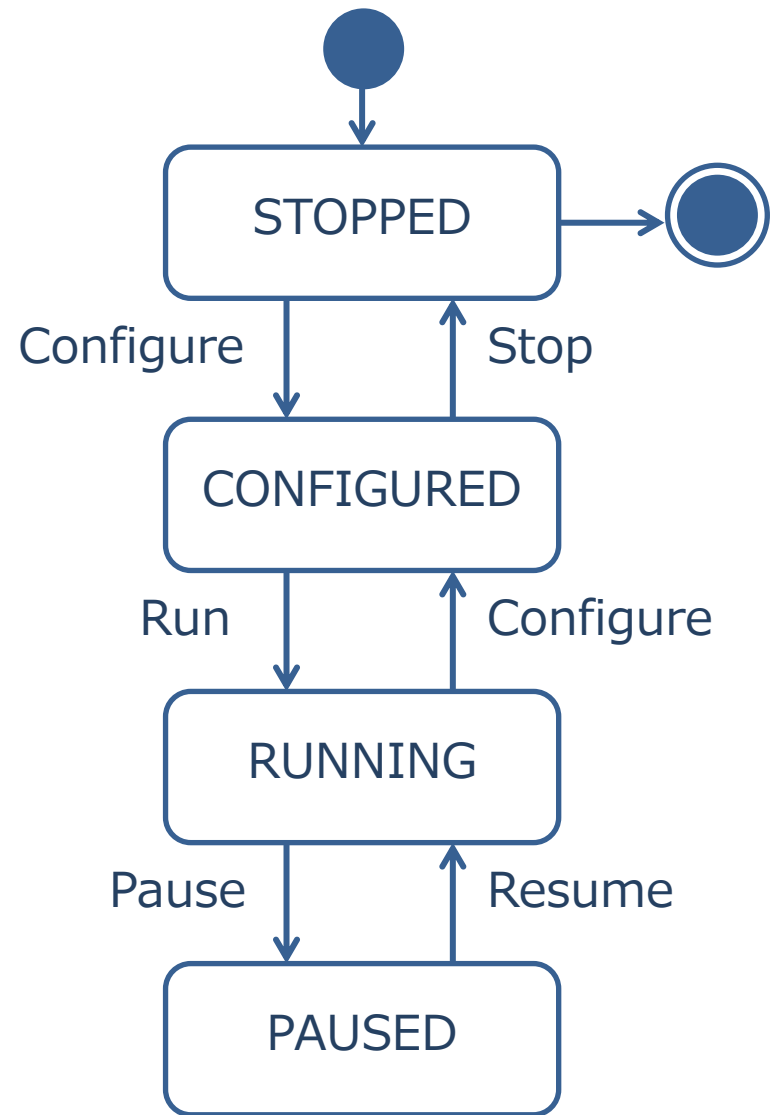 STOPPED
Configure
Stop
CONFIGURED
Run
Configure
RUNNING
Pause
Resume
PAUSED